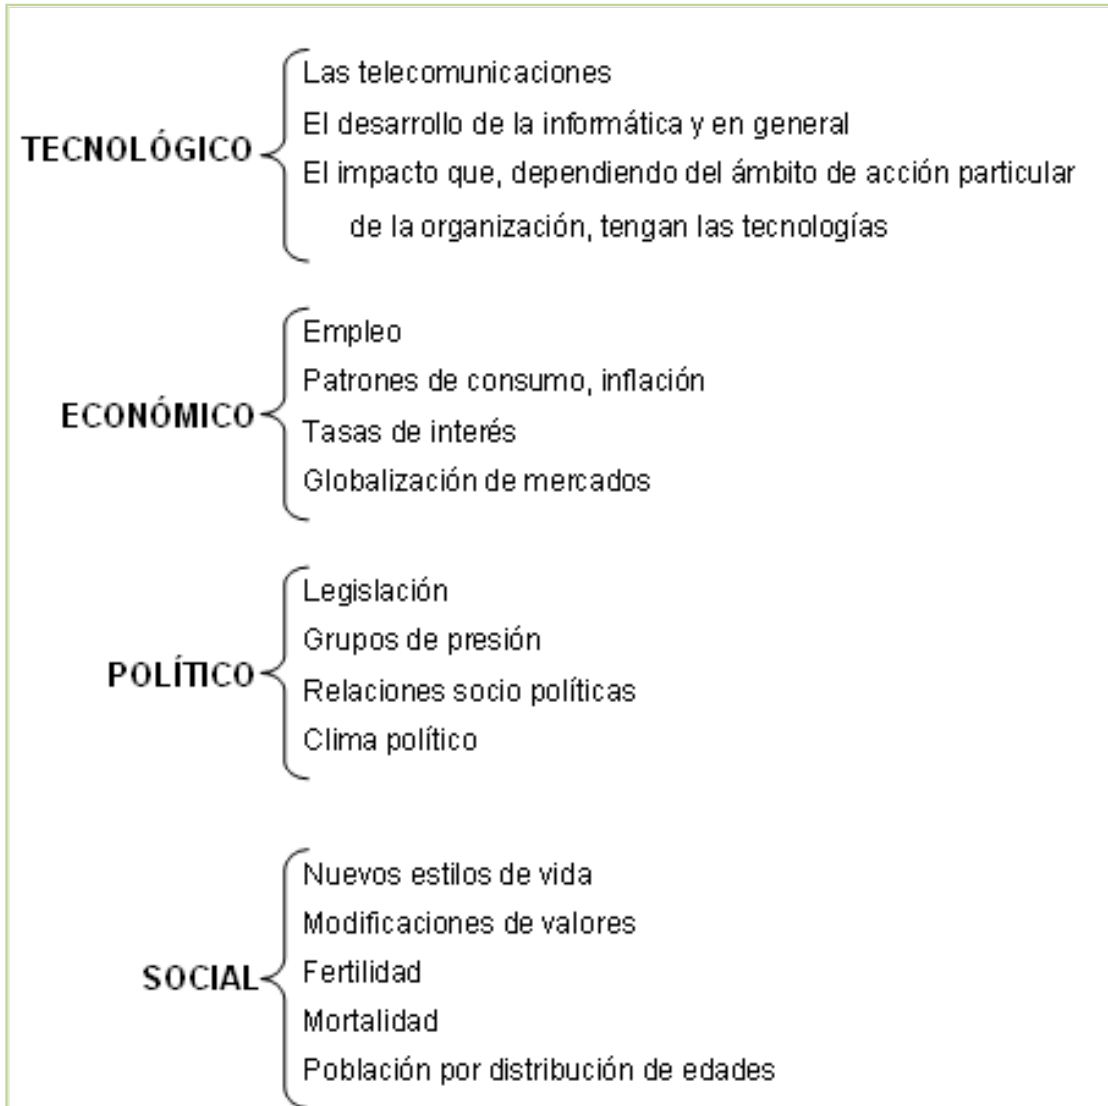 TECNOLÓGICO
Las telecomunicaciones
El desarrollo de la informática y en general
El impacto que, dependiendo del ámbito de acción particular
de la organización, tengan las tecnologías
ECONÓMICO
Empleo
Patrones de consumo, inflación
Tasas de interés
Globalización de mercados
POLÍTICO
Legislación
Grupos de presión
Relaciones socio políticas
Clima político
SOCIAL
Nuevos estilos de vida
Modificaciones de valores
Fertilidad
Mortalidad
Población por distribución de edades